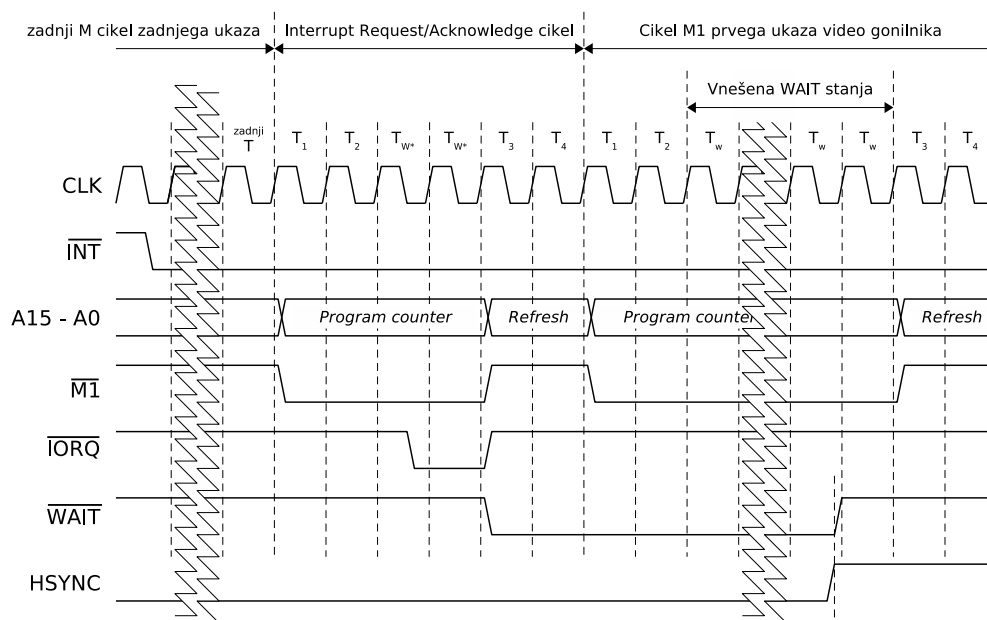 zadnji M cikel zadnjega ukaza Interrupt Request/Acknowledge cikel Cikel M1 prvega ukaza video gonilnika
Vnešena WAIT stanja
zadnji
T T1 T2 TW* TW* T3 T4 T1 T2 Tw Tw Tw T3 T4
CLK
INT
A15 - A0 Program counter Refresh Program counter Refresh
M1
IORQ
WAIT
HSYNC